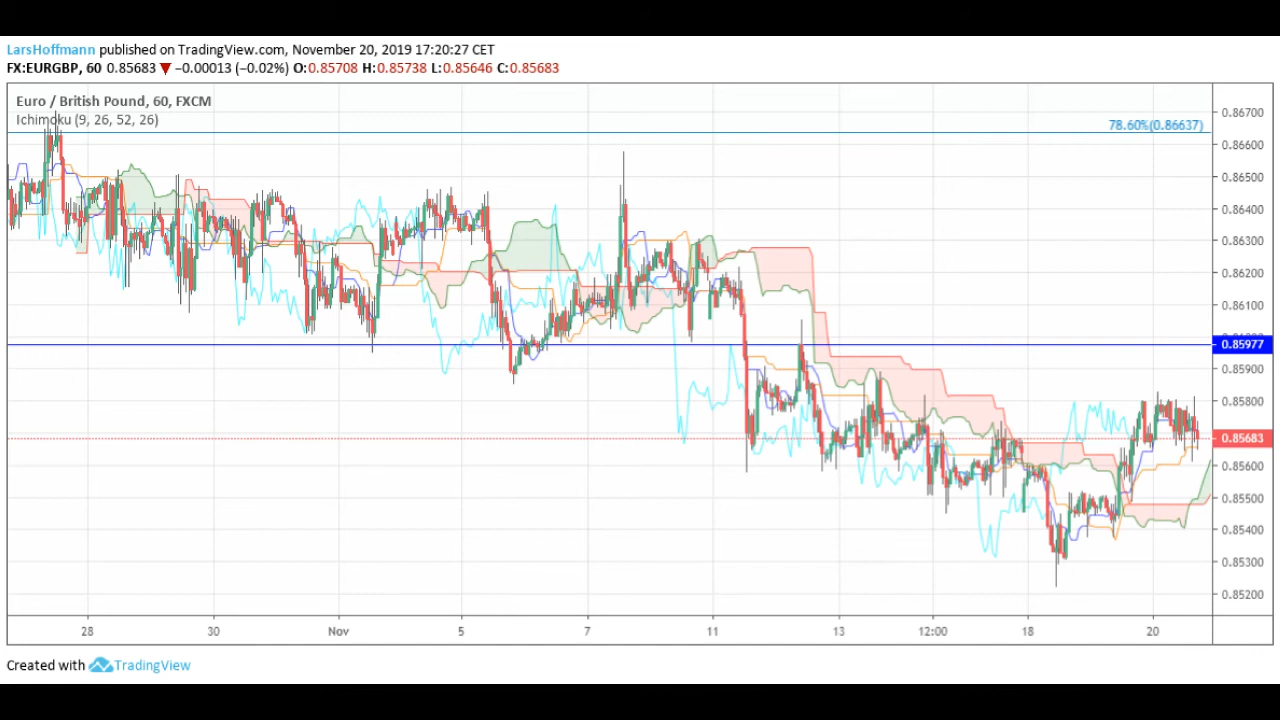 LarsHoffmann published on TradingView.com, November 20, 2019 17:20:27 CET
FX:EURGBP, 60 0.85683 ▼ −0.00013 (−0.02%) O:0.85708 H:0.85738 L:0.85646 C:0.85683
Euro / British Pound, 60, FXCM
Ichimoku (9, 26, 52, 26)
78.60%(0.86637)
0.86700
0.86600
0.86500
0.86400
0.86300
0.86200
0.86100
0.85977
0.85900
0.85800
0.85683
0.85600
0.85500
0.85400
0.85300
0.85200
28 30 Nov 5 7 11 13 12:00 18 20
Created with TradingView